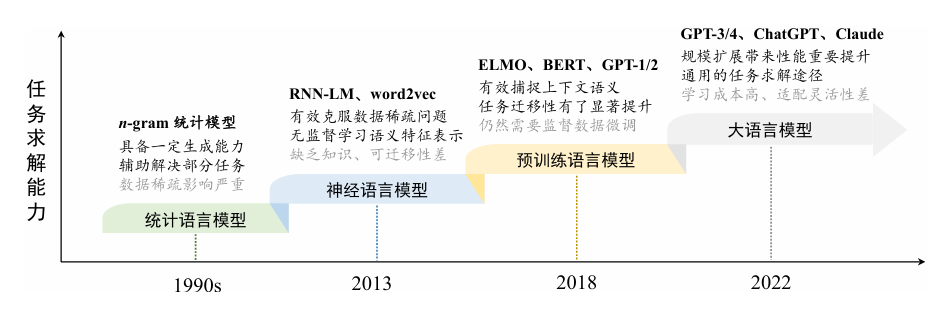 任务求解能力
n-gram 统计模型
具备一定生成能力
辅助解决部分任务
数据稀疏影响严重
统计语言模型
1990s
RNN-LM、word2vec
有效克服数据稀疏问题
无监督学习语义特征表示
缺乏知识、可迁移性差
神经语言模型
2013
ELMO、BERT、GPT-1/2
有效捕捉上下文语义
任务迁移性有了显著提升
仍然需要监督数据微调
预训练语言模型
2018
GPT-3/4、ChatGPT、Claude
规模扩展带来性能重要提升
通用的任务求解途径
学习成本高、适配灵活性差
大语言模型
2022